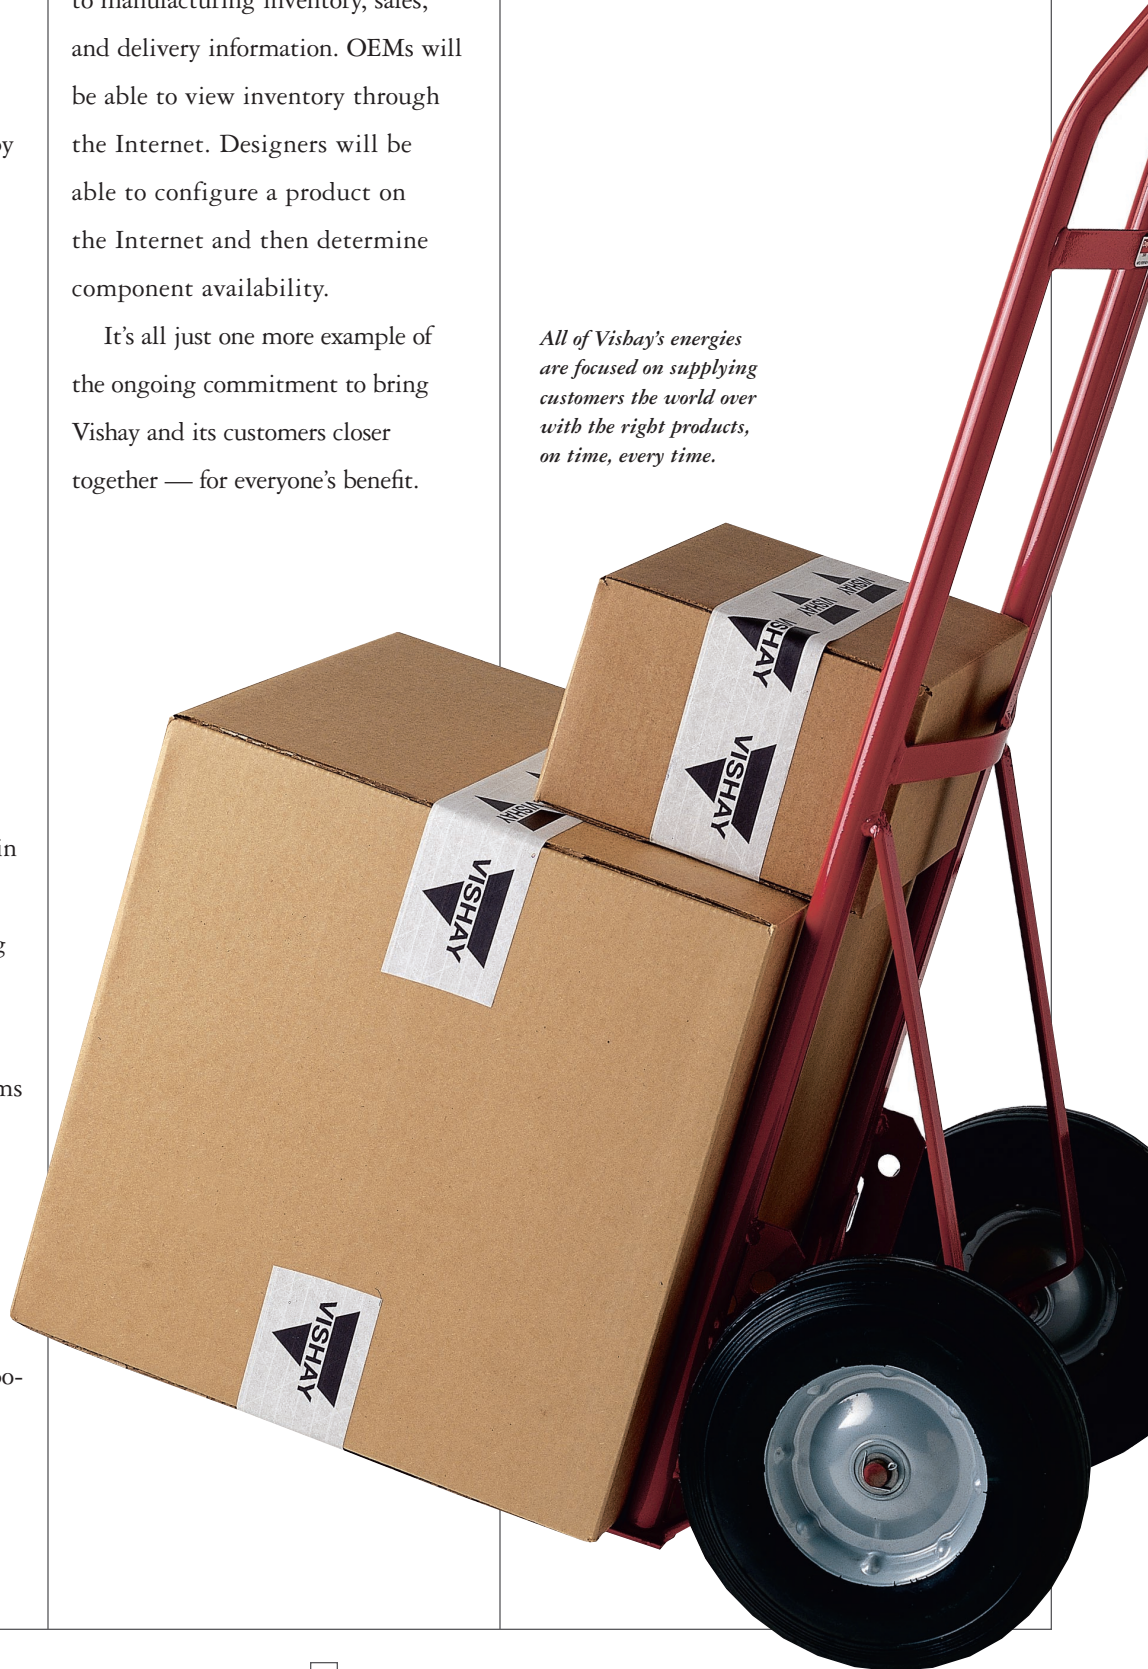 and delivery information. OEMs will
be able to view inventory through
the Internet. Designers will be
able to configure a product on
the Internet and then determine
component availability.
It's all just one more example of
the ongoing commitment to bring
Vishay and its customers closer
together — for everyone's benefit.
All of Vishay's energies
are focused on supplying
customers the world over
with the right products,
on time, every time.
VISHAY
VISHAY
VISHAY
VISHAY
VISHAY
VISHAY
VISHAY